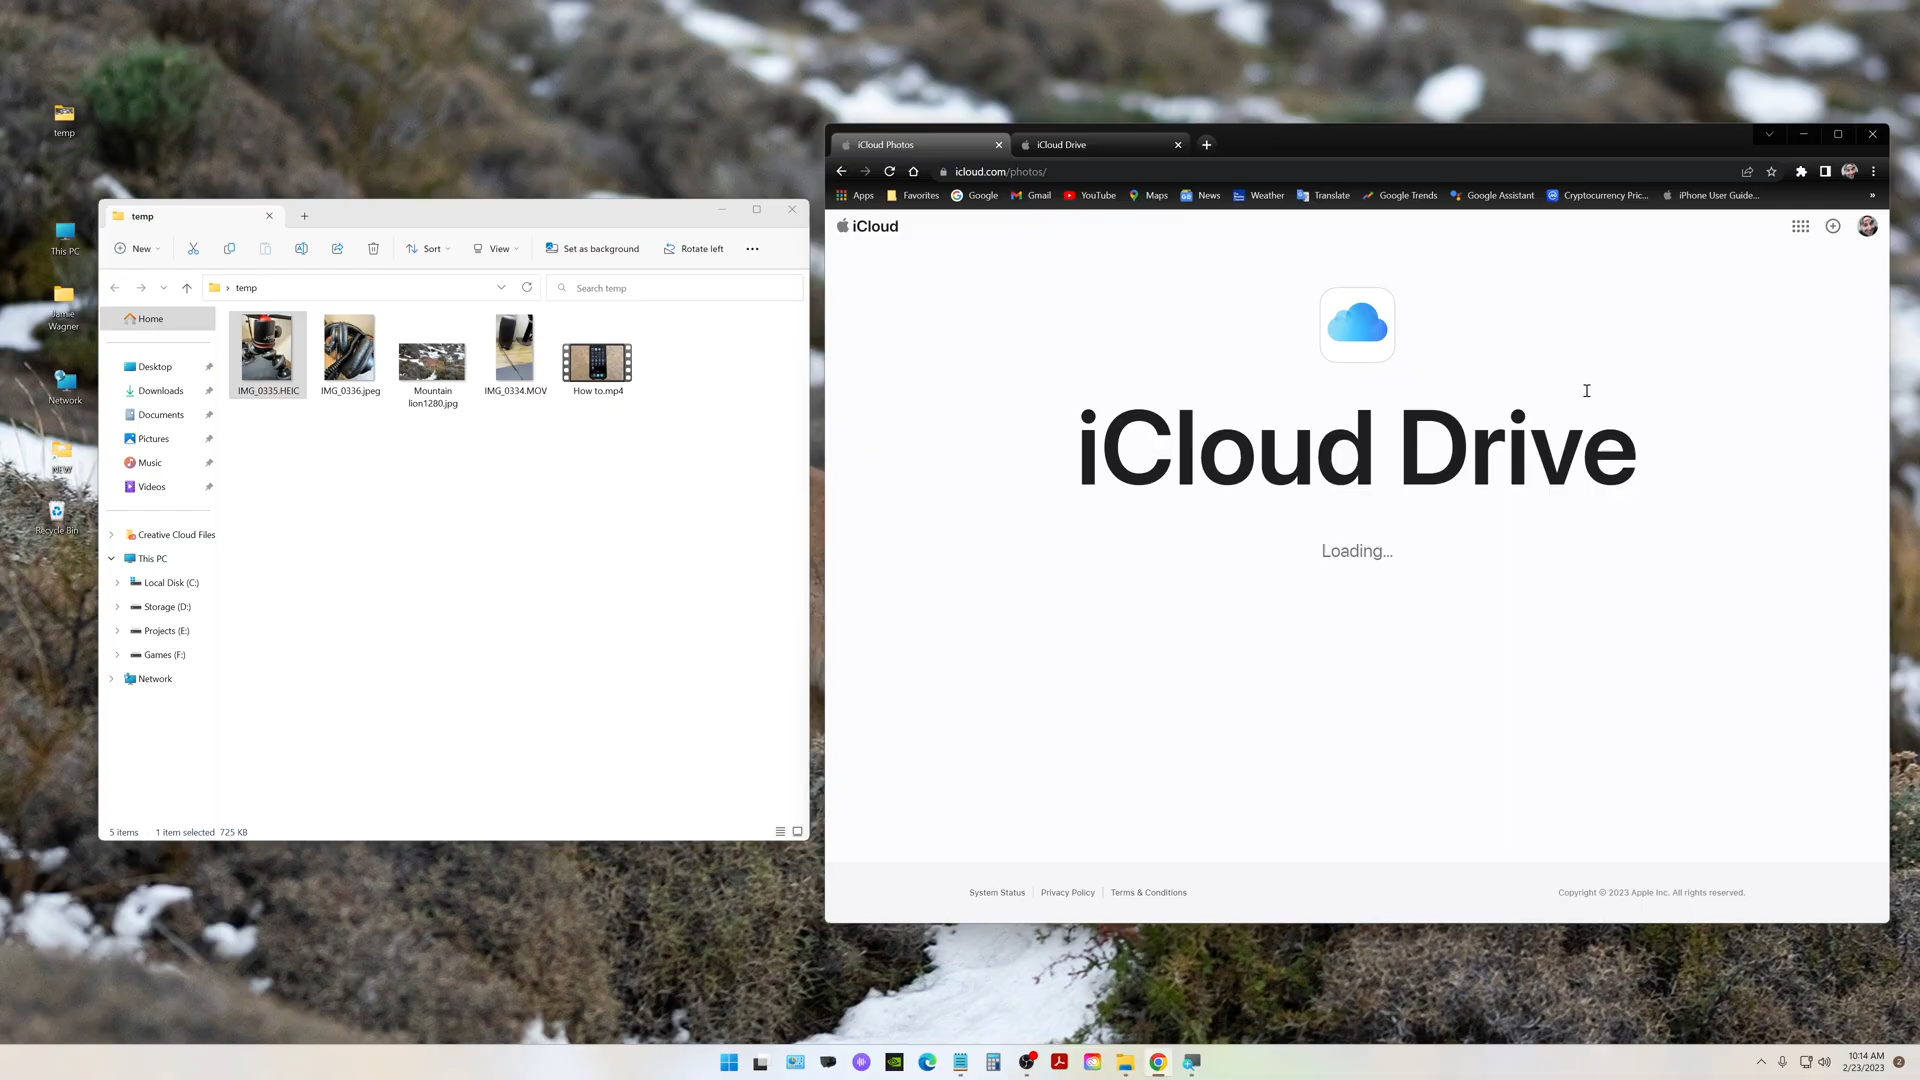 temp
This PC
Jamie
Wagner
Network
NEW
Recycle Bin
temp
New
Sort
View
Set as background
Rotate left
temp
Search temp
Home
Desktop
Downloads
Documents
Pictures
Music
Videos
Creative Cloud Files
This PC
Local Disk (C:)
Storage (D:)
Projects (E:)
Games (F:)
Network
IMG_0335.HEIC
IMG_0336.jpeg
Mountain
lion1280.jpg
IMG_0334.MOV
How to.mp4
5 items 1 item selected 725 KB
iCloud Photos
iCloud Drive
icloud.com/photos/
Apps
Favorites
Google
Gmail
YouTube
Maps
News
Weather
Translate
Google Trends
Google Assistant
Cryptocurrency Pric...
iPhone User Guide...
iCloud
iCloud Drive
Loading...
System Status
Privacy Policy
Terms & Conditions
Copyright © 2023 Apple Inc. All rights reserved.
10:14 AM
2/23/2023
2